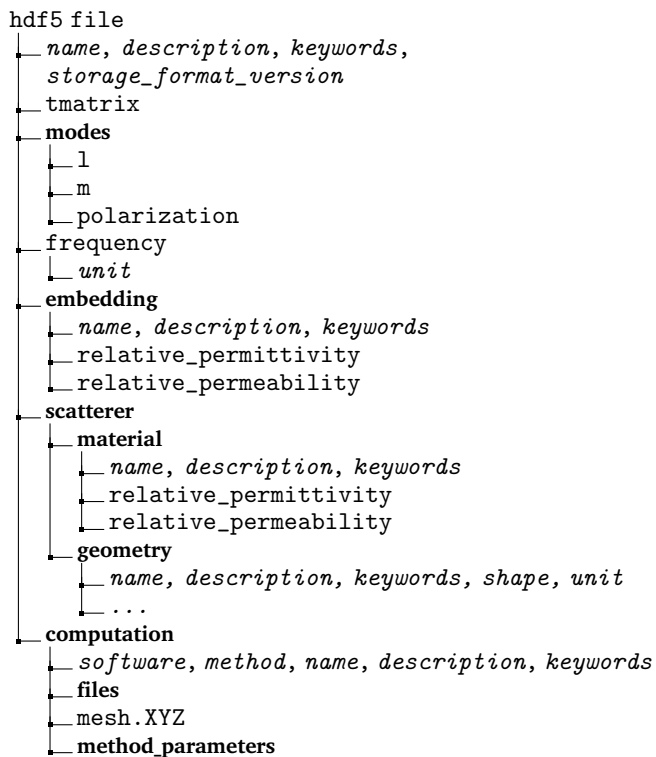 hdf5 file
name, description, keywords,
storage_format_version
tmatrix
modes
l
m
polarization
frequency
unit
embedding
name, description, keywords
relative_permittivity
relative_permeability
scatterer
material
name, description, keywords
relative_permittivity
relative_permeability
geometry
name, description, keywords, shape, unit
...
computation
software, method, name, description, keywords
files
mesh.XYZ
method_parameters